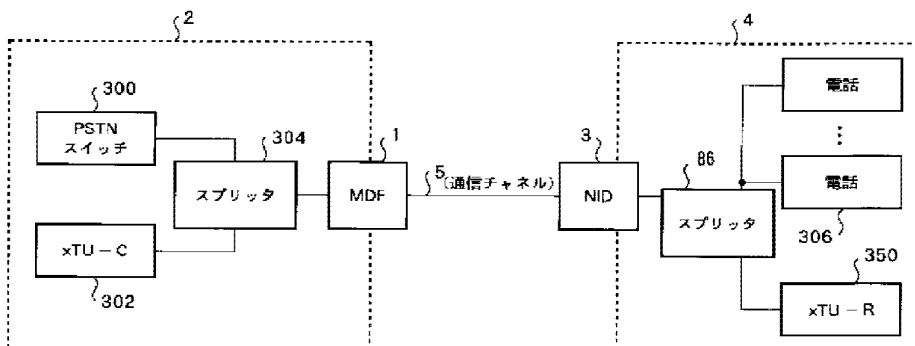 2
4
300
PSTN
スイッチ
304
スプリッタ
1
MDF
5(通信チャネル)
3
NID
86
スプリッタ
電話
⋮
電話
306
xTU-C
302
350
xTU-R